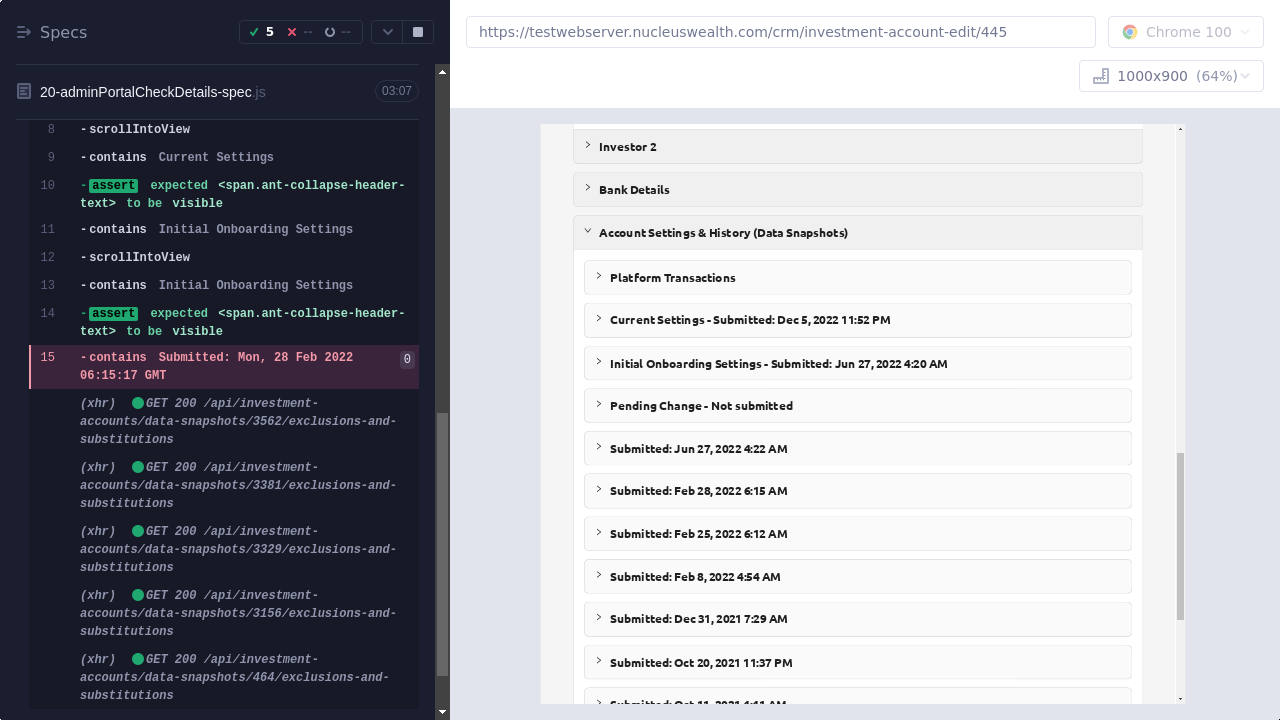 Specs
5
--
--
https://testwebserver.nucleuswealth.com/crm/investment-account-edit/445
Chrome 100
1000x900 (64%)
20-adminPortalCheckDetails-spec.js
03:07
8 -scrollIntoView
9 -contains Current Settings
10 -assert expected <span.ant-collapse-header-
text> to be visible
11 -contains Initial Onboarding Settings
12 -scrollIntoView
13 -contains Initial Onboarding Settings
14 -assert expected <span.ant-collapse-header-
text> to be visible
15 -contains Submitted: Mon, 28 Feb 2022 0
06:15:17 GMT
(xhr) GET 200 /api/investment-
accounts/data-snapshots/3562/exclusions-and-
substitutions
(xhr) GET 200 /api/investment-
accounts/data-snapshots/3381/exclusions-and-
substitutions
(xhr) GET 200 /api/investment-
accounts/data-snapshots/3329/exclusions-and-
substitutions
(xhr) GET 200 /api/investment-
accounts/data-snapshots/3156/exclusions-and-
substitutions
(xhr) GET 200 /api/investment-
accounts/data-snapshots/464/exclusions-and-
substitutions
Investor 2
Bank Details
Account Settings & History (Data Snapshots)
Platform Transactions
Current Settings - Submitted: Dec 5, 2022 11:52 PM
Initial Onboarding Settings - Submitted: Jun 27, 2022 4:20 AM
Pending Change - Not submitted
Submitted: Jun 27, 2022 4:22 AM
Submitted: Feb 28, 2022 6:15 AM
Submitted: Feb 25, 2022 6:12 AM
Submitted: Feb 8, 2022 4:54 AM
Submitted: Dec 31, 2021 7:29 AM
Submitted: Oct 20, 2021 11:37 PM
Submitted: Oct 11, 2021 4:11 AM